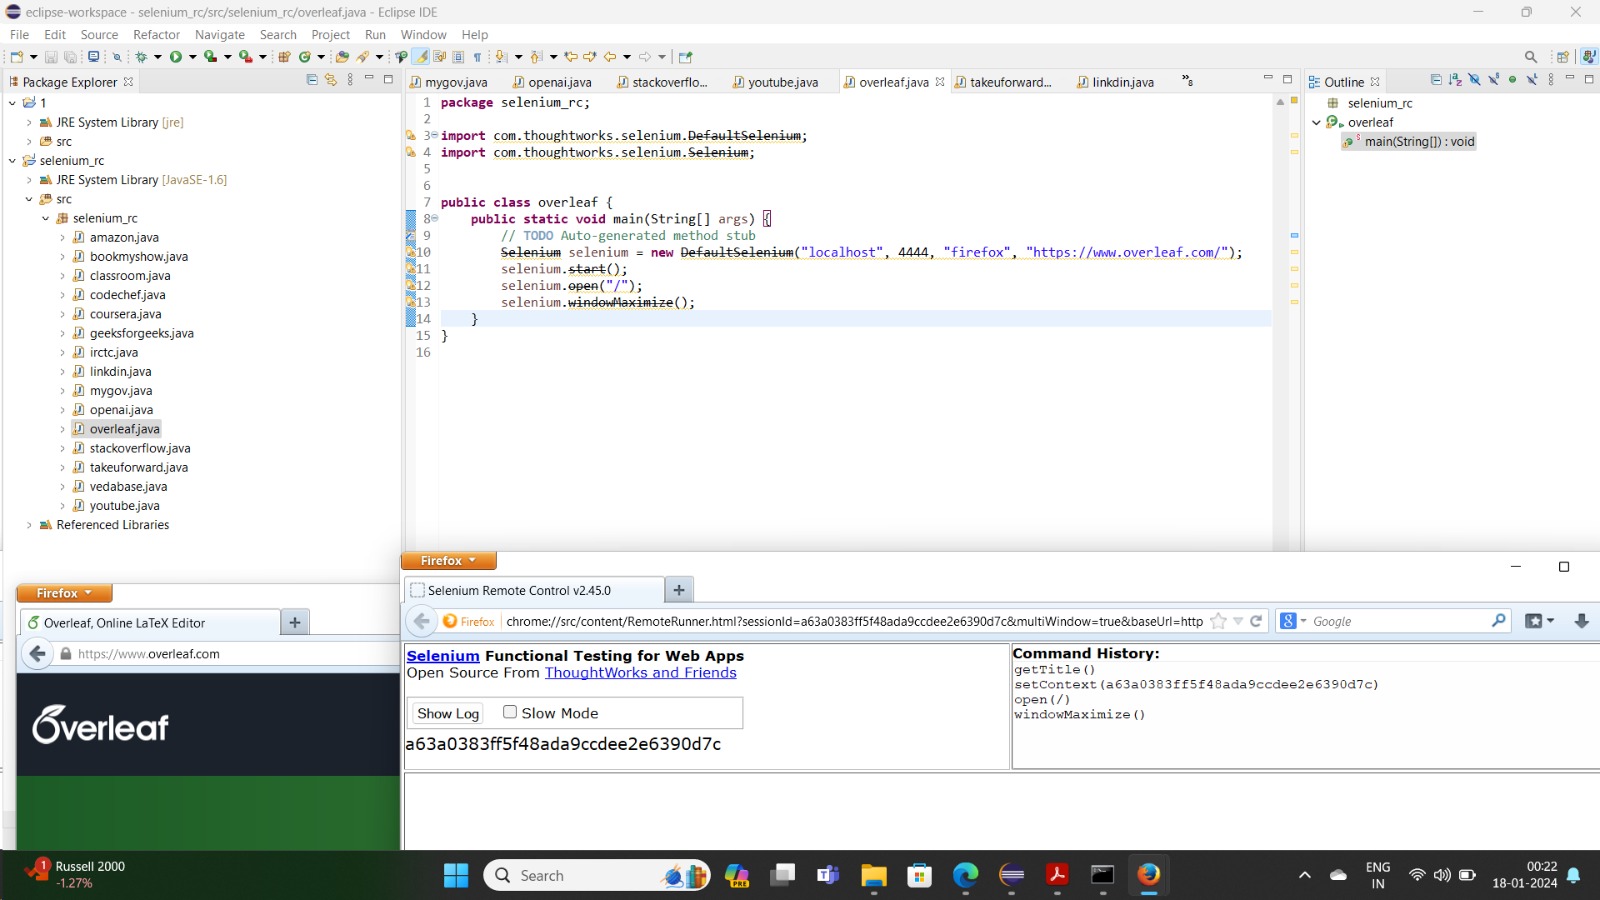 eclipse-workspace - selenium_rc/src/selenium_rc/overleaf.java - Eclipse IDE
File Edit Source Refactor Navigate Search Project Run Window Help
Package Explorer
1
JRE System Library [jre]
src
selenium_rc
JRE System Library [JavaSE-1.6]
src
selenium_rc
amazon.java
bookmyshow.java
classroom.java
codechef.java
coursera.java
geeksforgeeks.java
irctc.java
linkdin.java
mygov.java
openai.java
overleaf.java
stackoverflow.java
takeuforward.java
vedabase.java
youtube.java
Referenced Libraries
mygov.java openai.java stackoverflo... youtube.java overleaf.java takeuforward... linkdin.java »8
1 package selenium_rc;
2
3 import com.thoughtworks.selenium.DefaultSelenium;
4 import com.thoughtworks.selenium.Selenium;
5
6
7 public class overleaf {
8 public static void main(String[] args) {
9 // TODO Auto-generated method stub
10 Selenium selenium = new DefaultSelenium("localhost", 4444, "firefox", "https://www.overleaf.com/");
11 selenium.start();
12 selenium.open("/");
13 selenium.windowMaximize();
14 }
15 }
16
Outline
selenium_rc
overleaf
main(String[]) : void
Firefox
Overleaf, Online LaTeX Editor
https://www.overleaf.com
Overleaf
Firefox
Selenium Remote Control v2.45.0
Firefox chrome://src/content/RemoteRunner.html?sessionId=a63a0383ff5f48ada9ccdee2e6390d7c&multiWindow=true&baseUrl=http
Google
Selenium Functional Testing for Web Apps
Open Source From ThoughtWorks and Friends
Show Log Slow Mode
a63a0383ff5f48ada9ccdee2e6390d7c
Command History:
getTitle()
setContext(a63a0383ff5f48ada9ccdee2e6390d7c)
open(/)
windowMaximize()
1 Russell 2000
-1.27%
Search
PRE
ENG
IN
00:22
18-01-2024